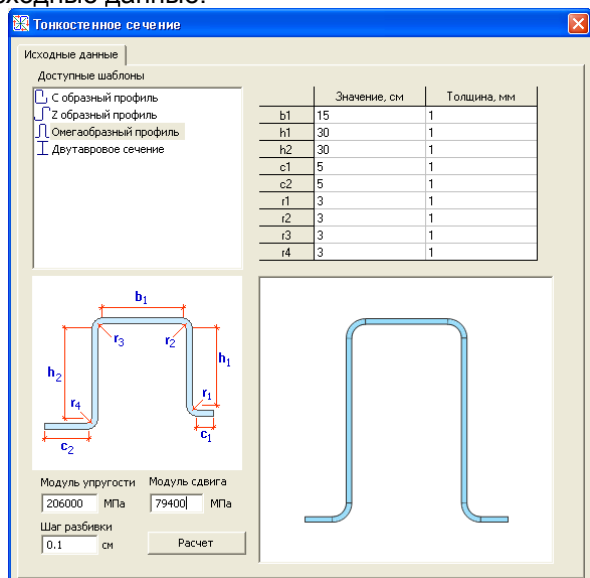 сходные данные:
Тонкостенное сечение
Исходные данные
Доступные шаблоны
С образный профиль
Z образный профиль
Омегаобразный профиль
Двутавровое сечение
Значение, см Толщина, мм
b1 15 1
h1 30 1
h2 30 1
c1 5 1
c2 5 1
r1 3 1
r2 3 1
r3 3 1
r4 3 1
b1
r3 r2
h2 h1
r4 r1
c2 c1
Модуль упругости Модуль сдвига
206000 МПа 79400 МПа
Шаг разбивки
0.1 см Расчет